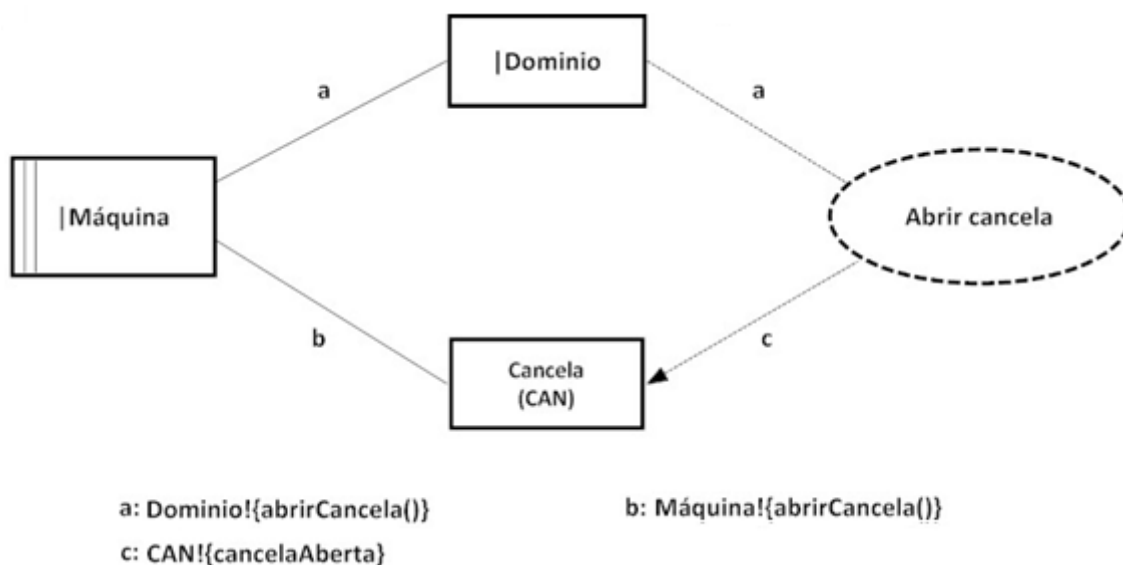 |Dominio
a
a
|Máquina
Abrir cancela
b
c
Cancela
(CAN)
a: Dominio!{abrirCancela()}
b: Máquina!{abrirCancela()}
c: CAN!{cancelaAberta}